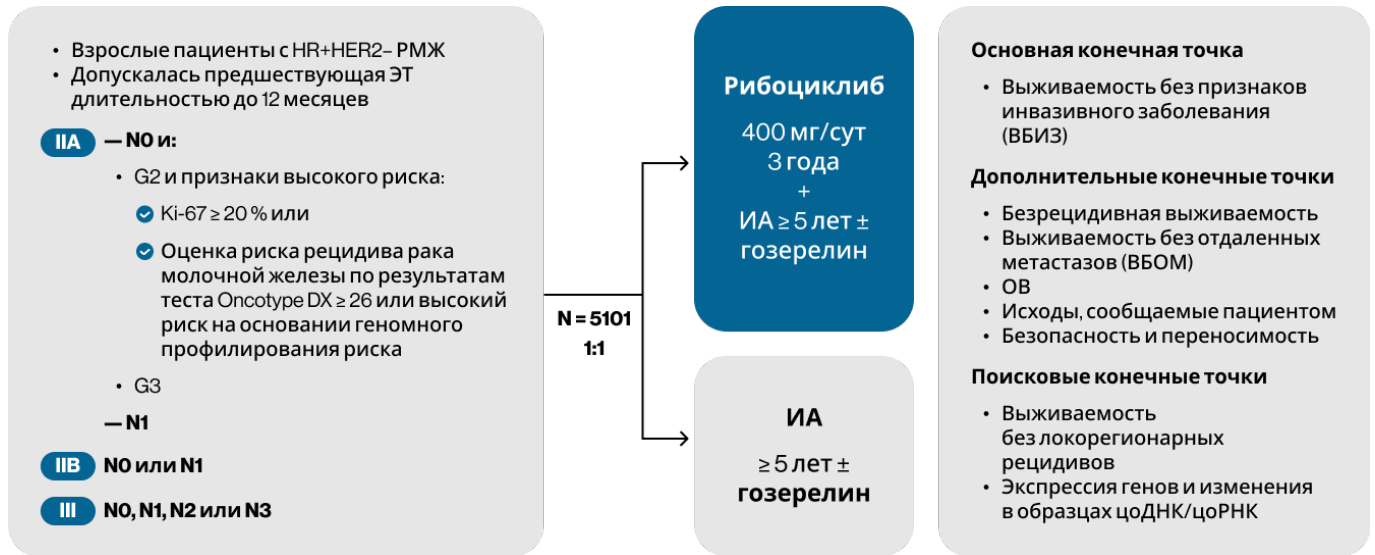 • Взрослые пациенты с HR+HER2– РМЖ
• Допускалась предшествующая ЭТ
длительностью до 12 месяцев
IIA — N0 и:
• G2 и признаки высокого риска:
Ki-67 ≥ 20 % или
Оценка риска рецидива рака
молочной железы по результатам
теста Oncotype DX ≥ 26 или высокий
риск на основании геномного
профилирования риска
• G3
— N1
IIB N0 или N1
III N0, N1, N2 или N3
N = 5101
1:1
Рибоциклиб
400 мг/сут
3 года
+
ИА ≥ 5 лет ±
гозерелин
ИА
≥ 5 лет ±
гозерелин
Основная конечная точка
• Выживаемость без признаков
инвазивного заболевания
(ВБИЗ)
Дополнительные конечные точки
• Безрецидивная выживаемость
• Выживаемость без отдаленных
метастазов (ВБОМ)
• ОВ
• Исходы, сообщаемые пациентом
• Безопасность и переносимость
Поисковые конечные точки
• Выживаемость
без локорегионарных
рецидивов
• Экспрессия генов и изменения
в образцах цоДНК/цоРНК